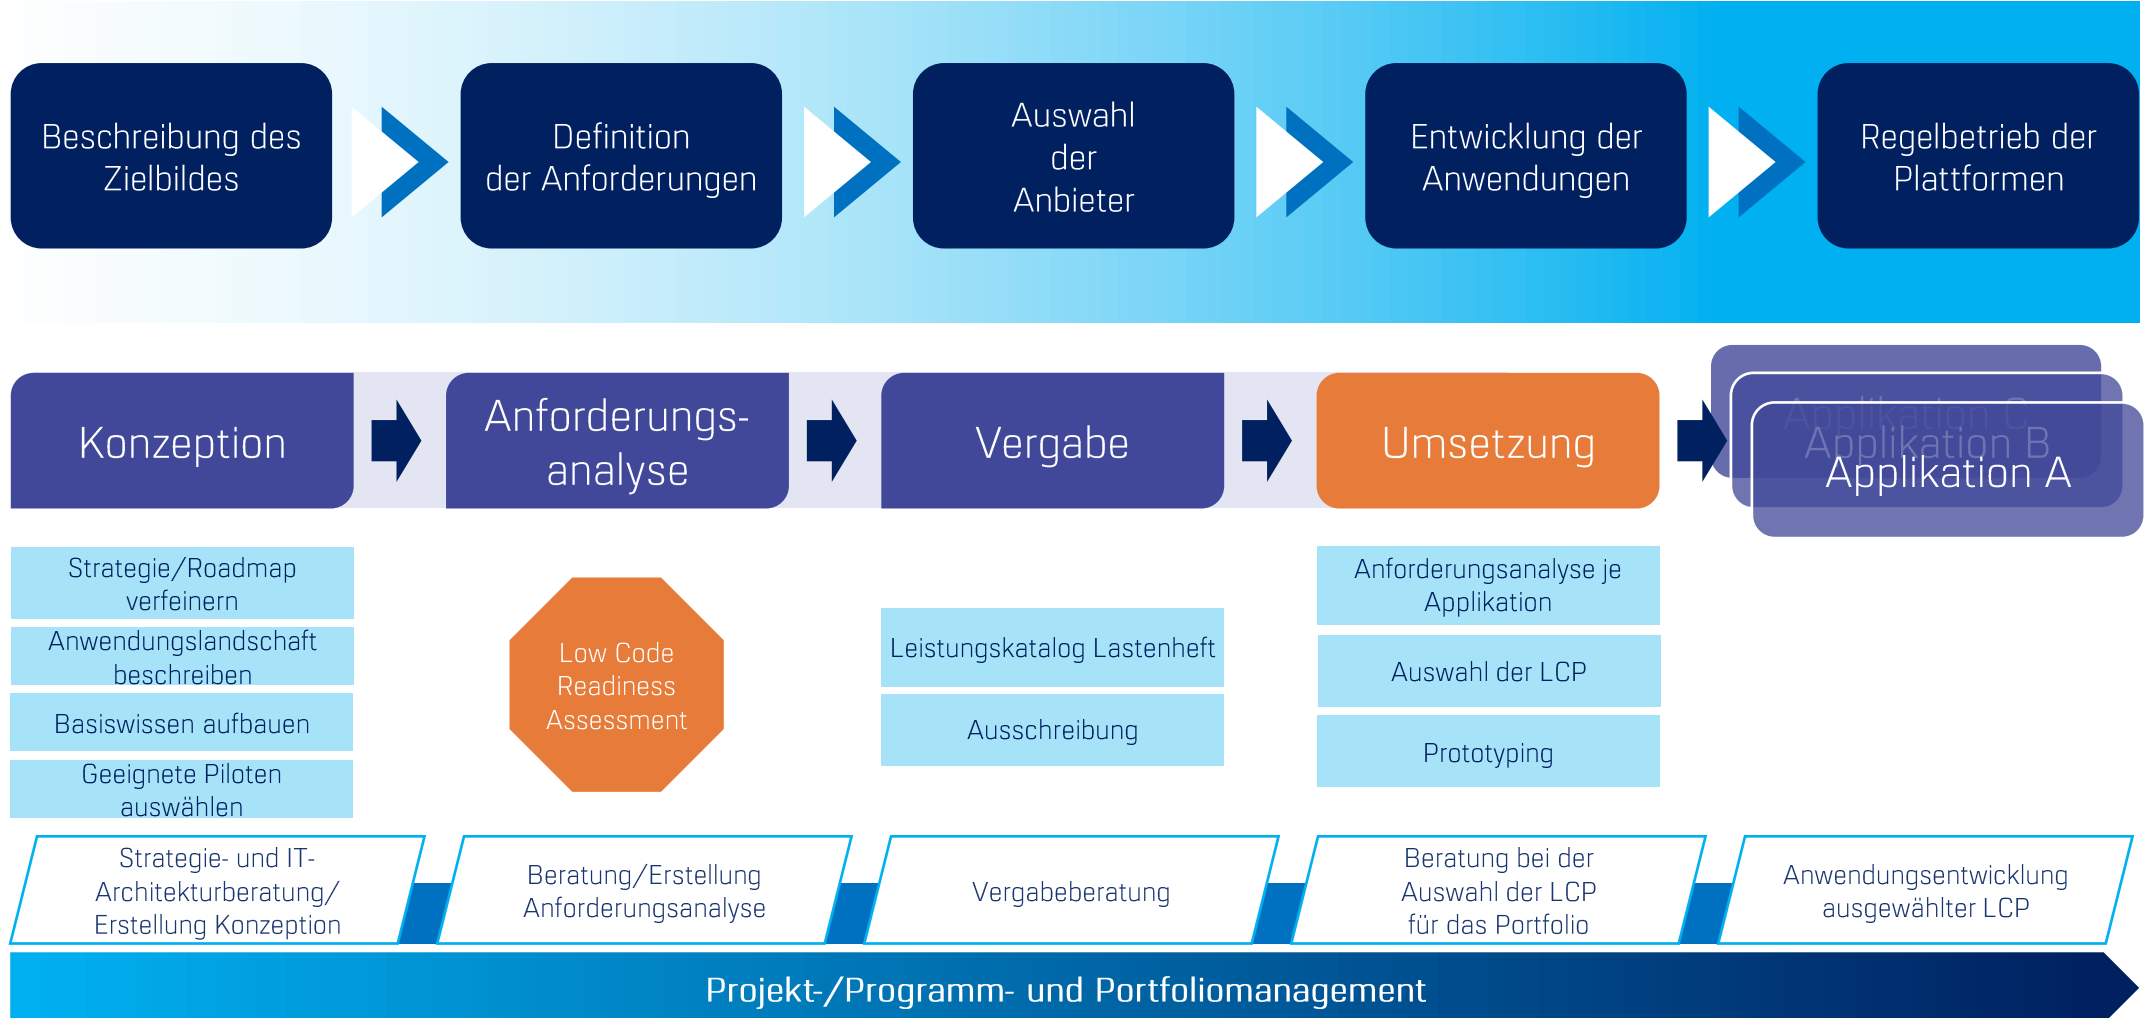 Beschreibung des
Zielbildes
Definition
der Anforderungen
Auswahl
der
Anbieter
Entwicklung der
Anwendungen
Regelbetrieb der
Plattformen
Konzeption
Anforderungs-
analyse
Vergabe
Umsetzung
Applikation C
Applikation B
Applikation A
Strategie/Roadmap
verfeinern
Anwendungslandschaft
beschreiben
Basiswissen aufbauen
Geeignete Piloten
auswählen
Low Code
Readiness
Assessment
Leistungskatalog Lastenheft
Ausschreibung
Anforderungsanalyse je
Applikation
Auswahl der LCP
Prototyping
Strategie- und IT-
Architekturberatung/
Erstellung Konzeption
Beratung/Erstellung
Anforderungsanalyse
Vergabeberatung
Beratung bei der
Auswahl der LCP
für das Portfolio
Anwendungsentwicklung
ausgewählter LCP
Projekt-/Programm- und Portfoliomanagement